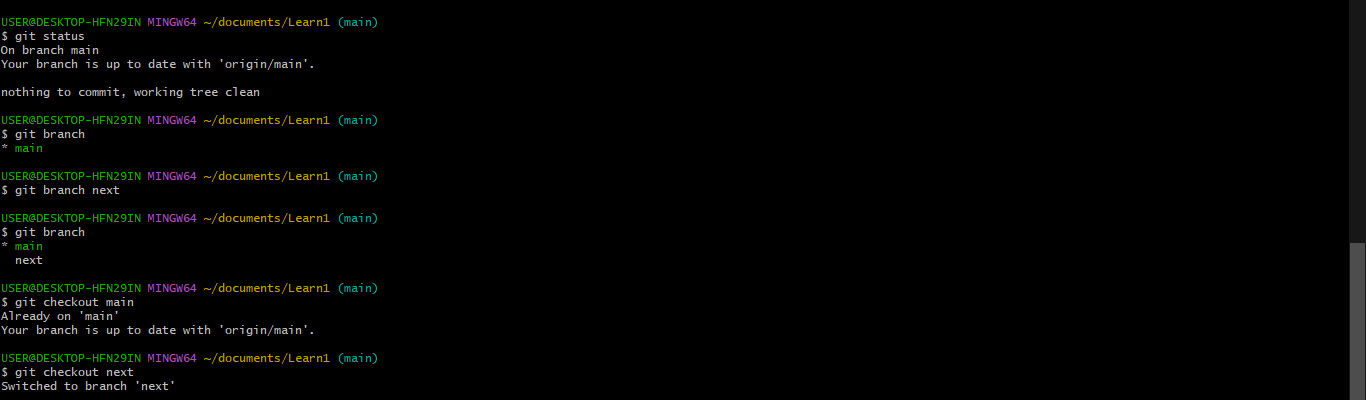 USER@DESKTOP-HFN29IN MINGW64 ~/documents/Learn1 (main)
$ git status
On branch main
Your branch is up to date with 'origin/main'.
nothing to commit, working tree clean
USER@DESKTOP-HFN29IN MINGW64 ~/documents/Learn1 (main)
$ git branch
* main
USER@DESKTOP-HFN29IN MINGW64 ~/documents/Learn1 (main)
$ git branch next
USER@DESKTOP-HFN29IN MINGW64 ~/documents/Learn1 (main)
$ git branch
* main
  next
USER@DESKTOP-HFN29IN MINGW64 ~/documents/Learn1 (main)
$ git checkout main
Already on 'main'
Your branch is up to date with 'origin/main'.
USER@DESKTOP-HFN29IN MINGW64 ~/documents/Learn1 (main)
$ git checkout next
Switched to branch 'next'